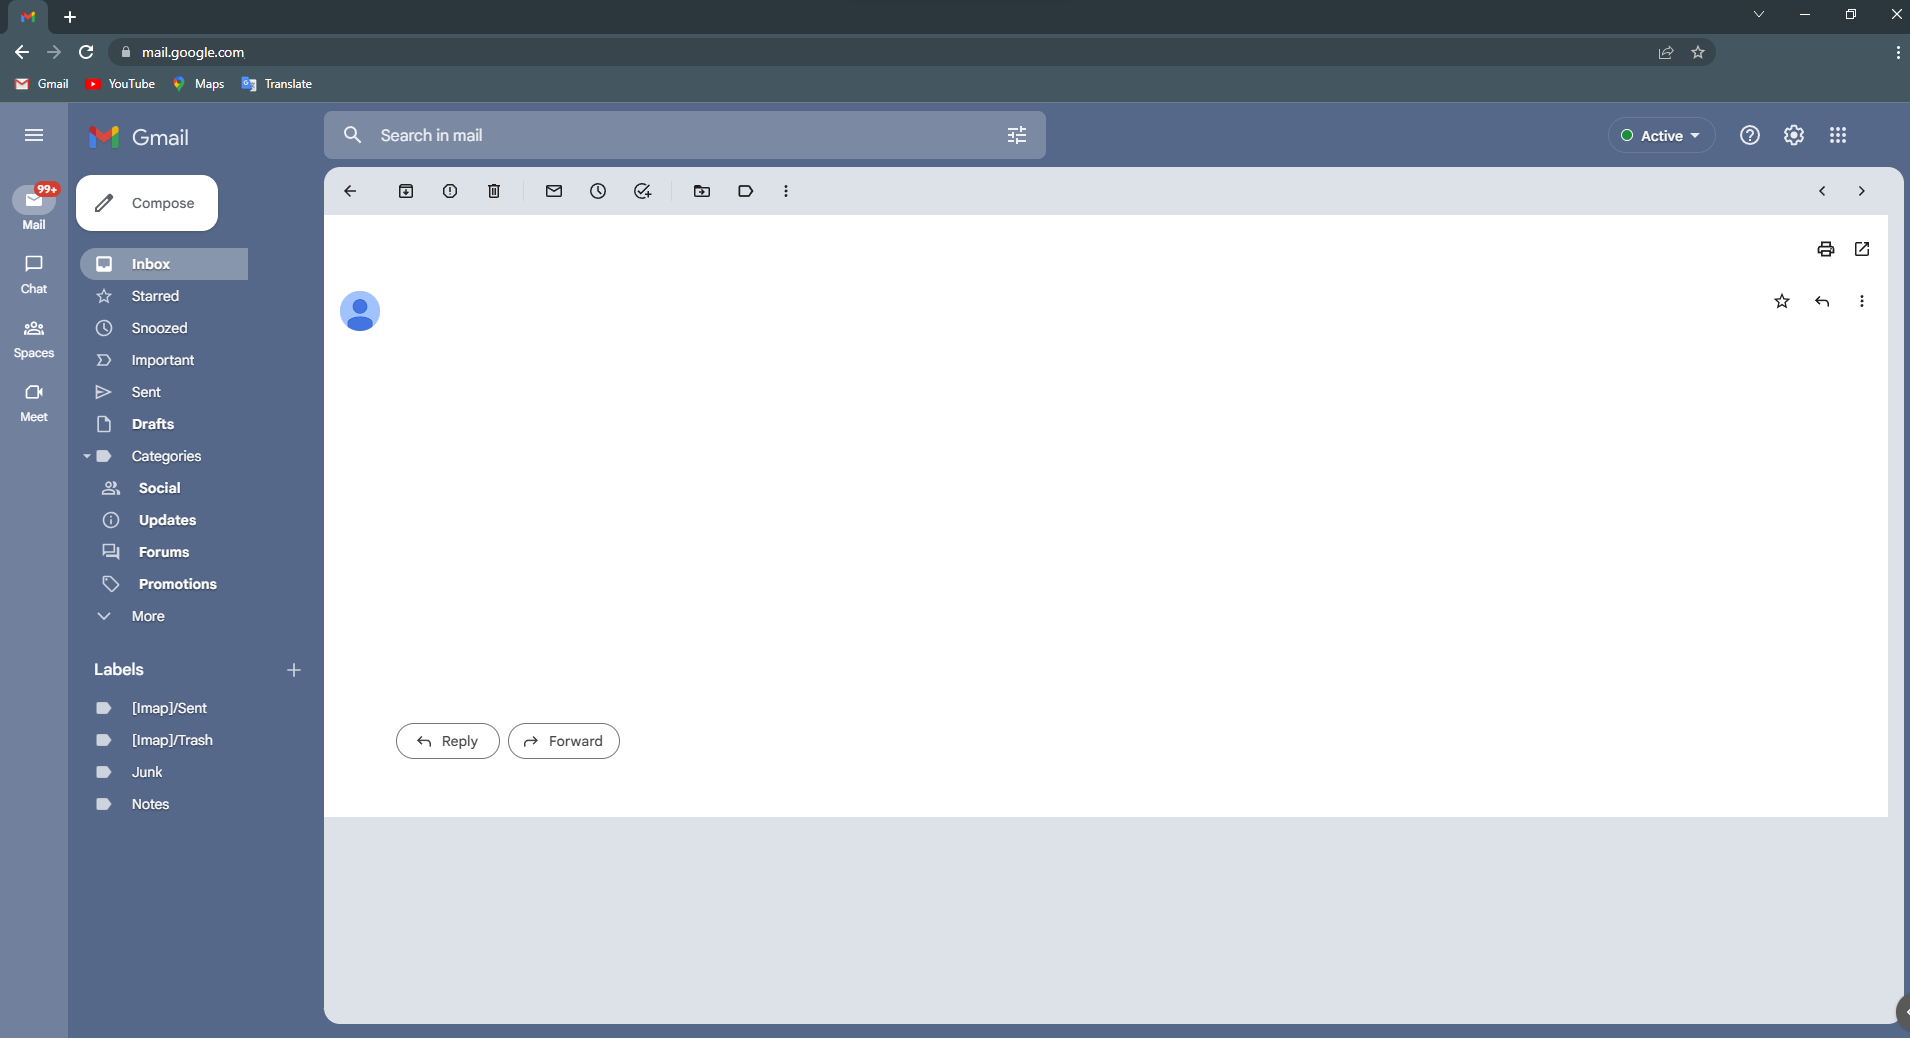 mail.google.com
Gmail YouTube Maps Translate
Gmail
Search in mail
Active
99+
Mail
Chat
Spaces
Meet
Compose
Inbox
Starred
Snoozed
Important
Sent
Drafts
Categories
Social
Updates
Forums
Promotions
More
Labels
[Imap]/Sent
[Imap]/Trash
Junk
Notes
Reply Forward